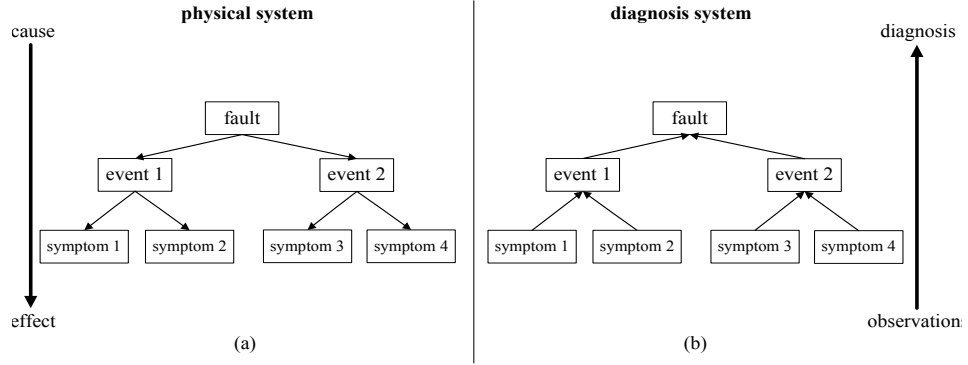 physical system
cause
fault
event 1
event 2
symptom 1
symptom 2
symptom 3
symptom 4
effect
(a)
diagnosis system
diagnosis
fault
event 1
event 2
symptom 1
symptom 2
symptom 3
symptom 4
observations
(b)